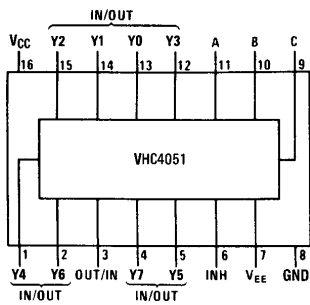 IN/OUT
VCC Y2 Y1 Y0 Y3 A B C
16 15 14 13 12 11 10 9
VHC4051
1 2 3 4 5 6 7 8
Y4 Y6 OUT/IN Y7 Y5 INH VEE GND
IN/OUT IN/OUT